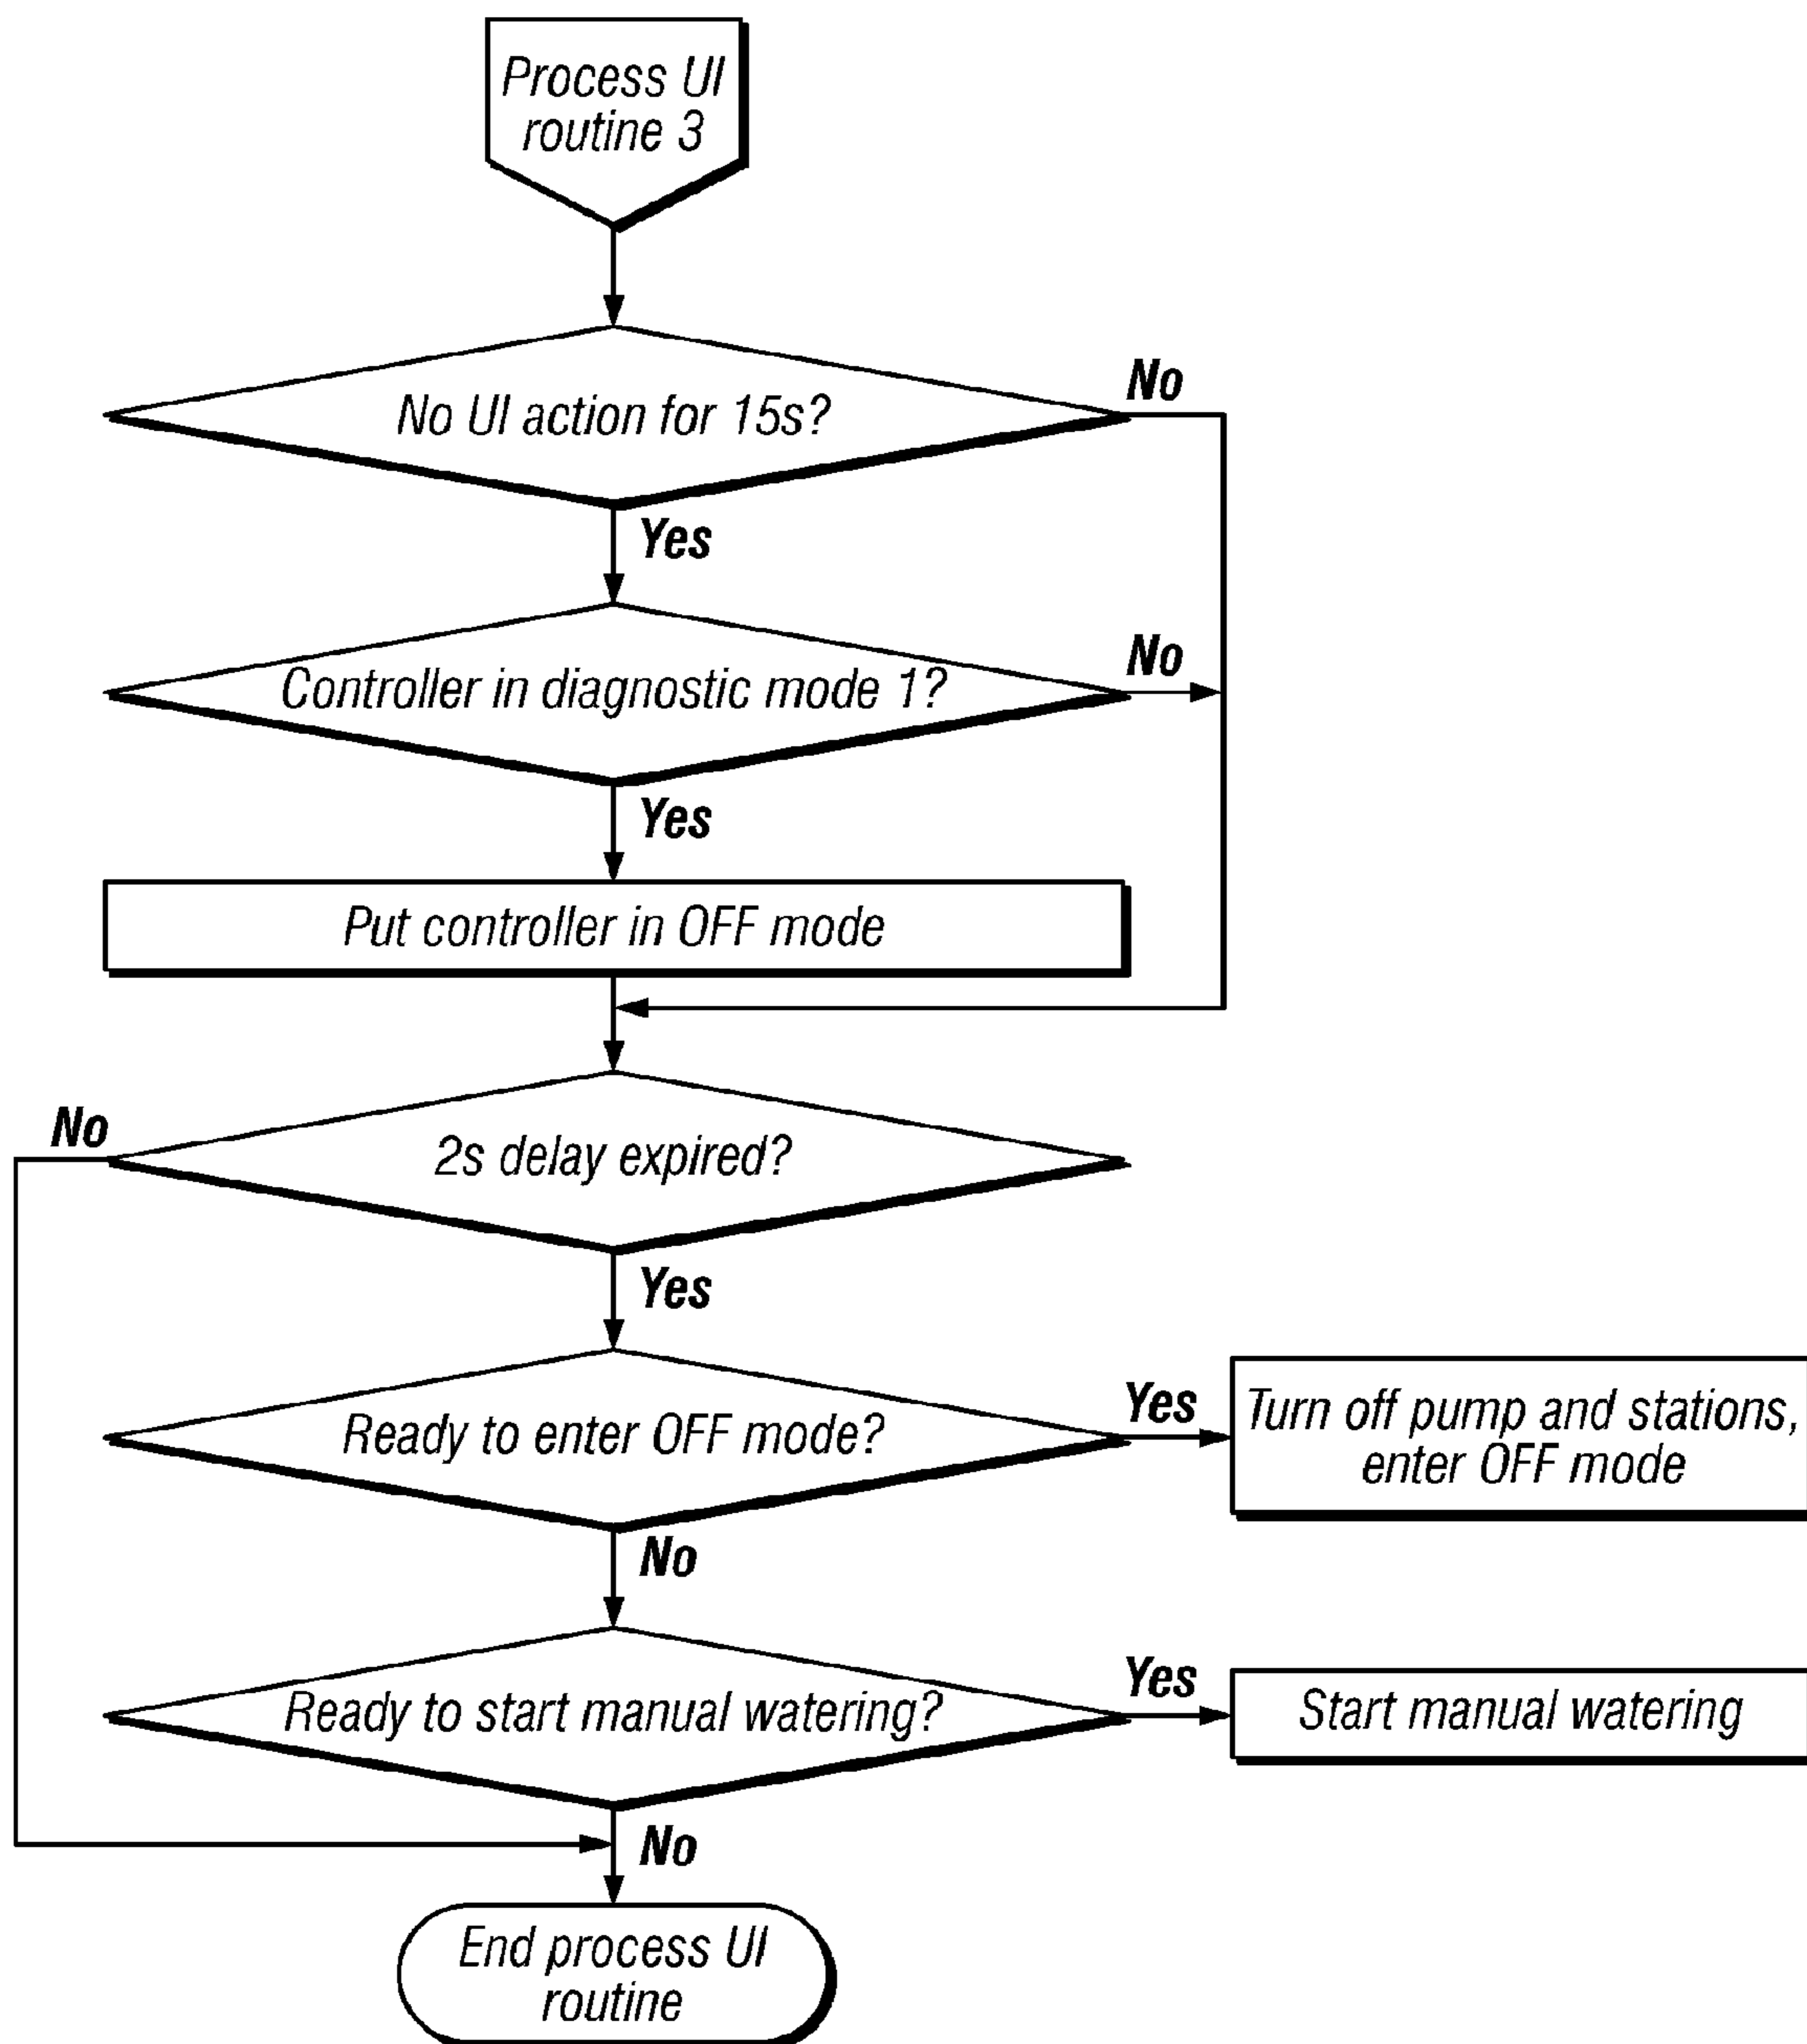 Process UI
routine 3
No UI action for 15s?
No
Yes
Controller in diagnostic mode 1?
No
Yes
Put controller in OFF mode
No
2s delay expired?
Yes
Ready to enter OFF mode?
Yes
Turn off pump and stations,
enter OFF mode
No
Ready to start manual watering?
Yes
Start manual watering
No
End process UI
routine